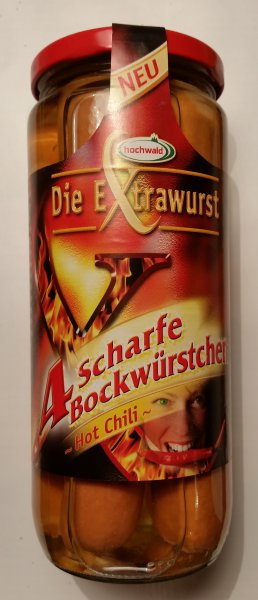 NEU
hochwald
Die Extrawurst
4 Scharfe
Bockwürstchen
~ Hot Chili ~